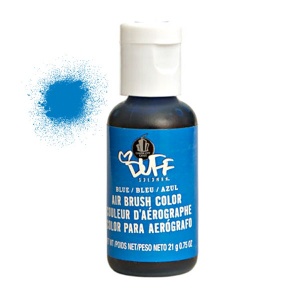 DUFF
BLUE / BLEU / AZUL
AIR BRUSH COLOR
COULEUR D'AÉROGRAPHE
COLOR PARA AERÓGRAFO
WT /POIDS NET/PESO NETO 21 g 0.75 OZ